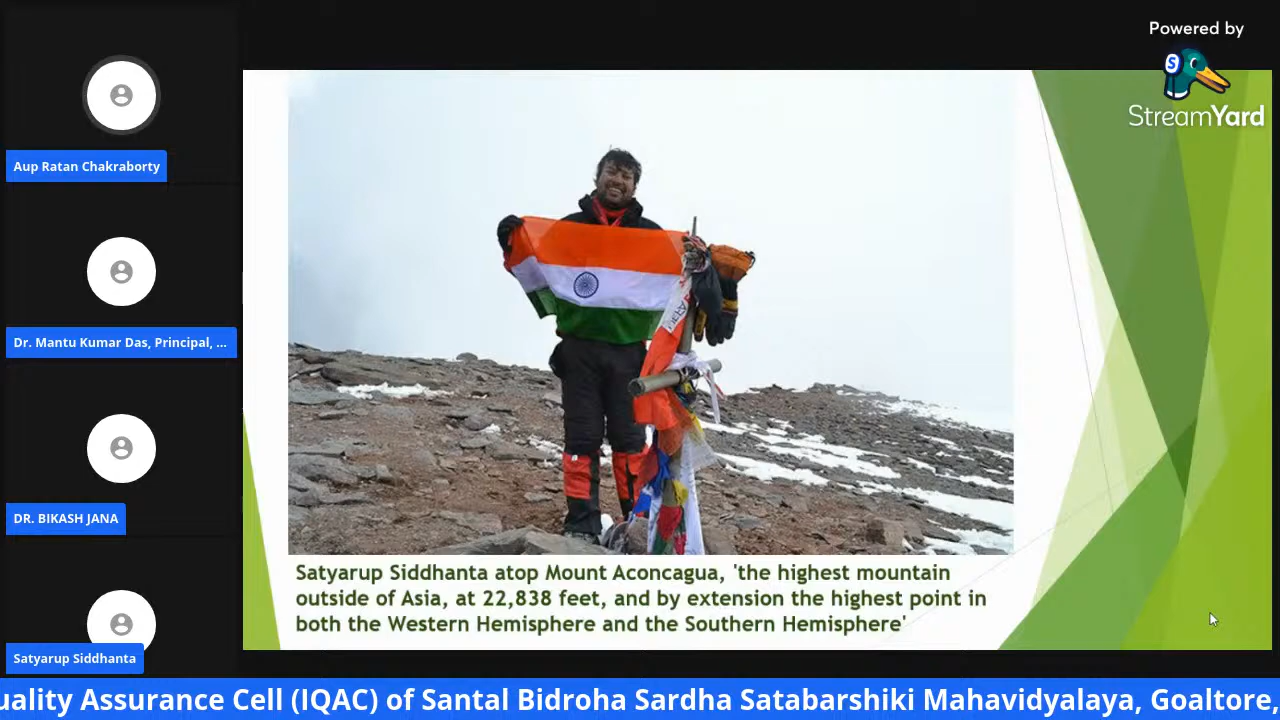 Powered by
StreamYard
Aup Ratan Chakraborty
Dr. Mantu Kumar Das, Principal, ...
DR. BIKASH JANA
Satyarup Siddhanta
Satyarup Siddhanta atop Mount Aconcagua, 'the highest mountain
outside of Asia, at 22,838 feet, and by extension the highest point in
both the Western Hemisphere and the Southern Hemisphere'
uality Assurance Cell (IQAC) of Santal Bidroha Sardha Satabarshiki Mahavidyalaya, Goaltore,